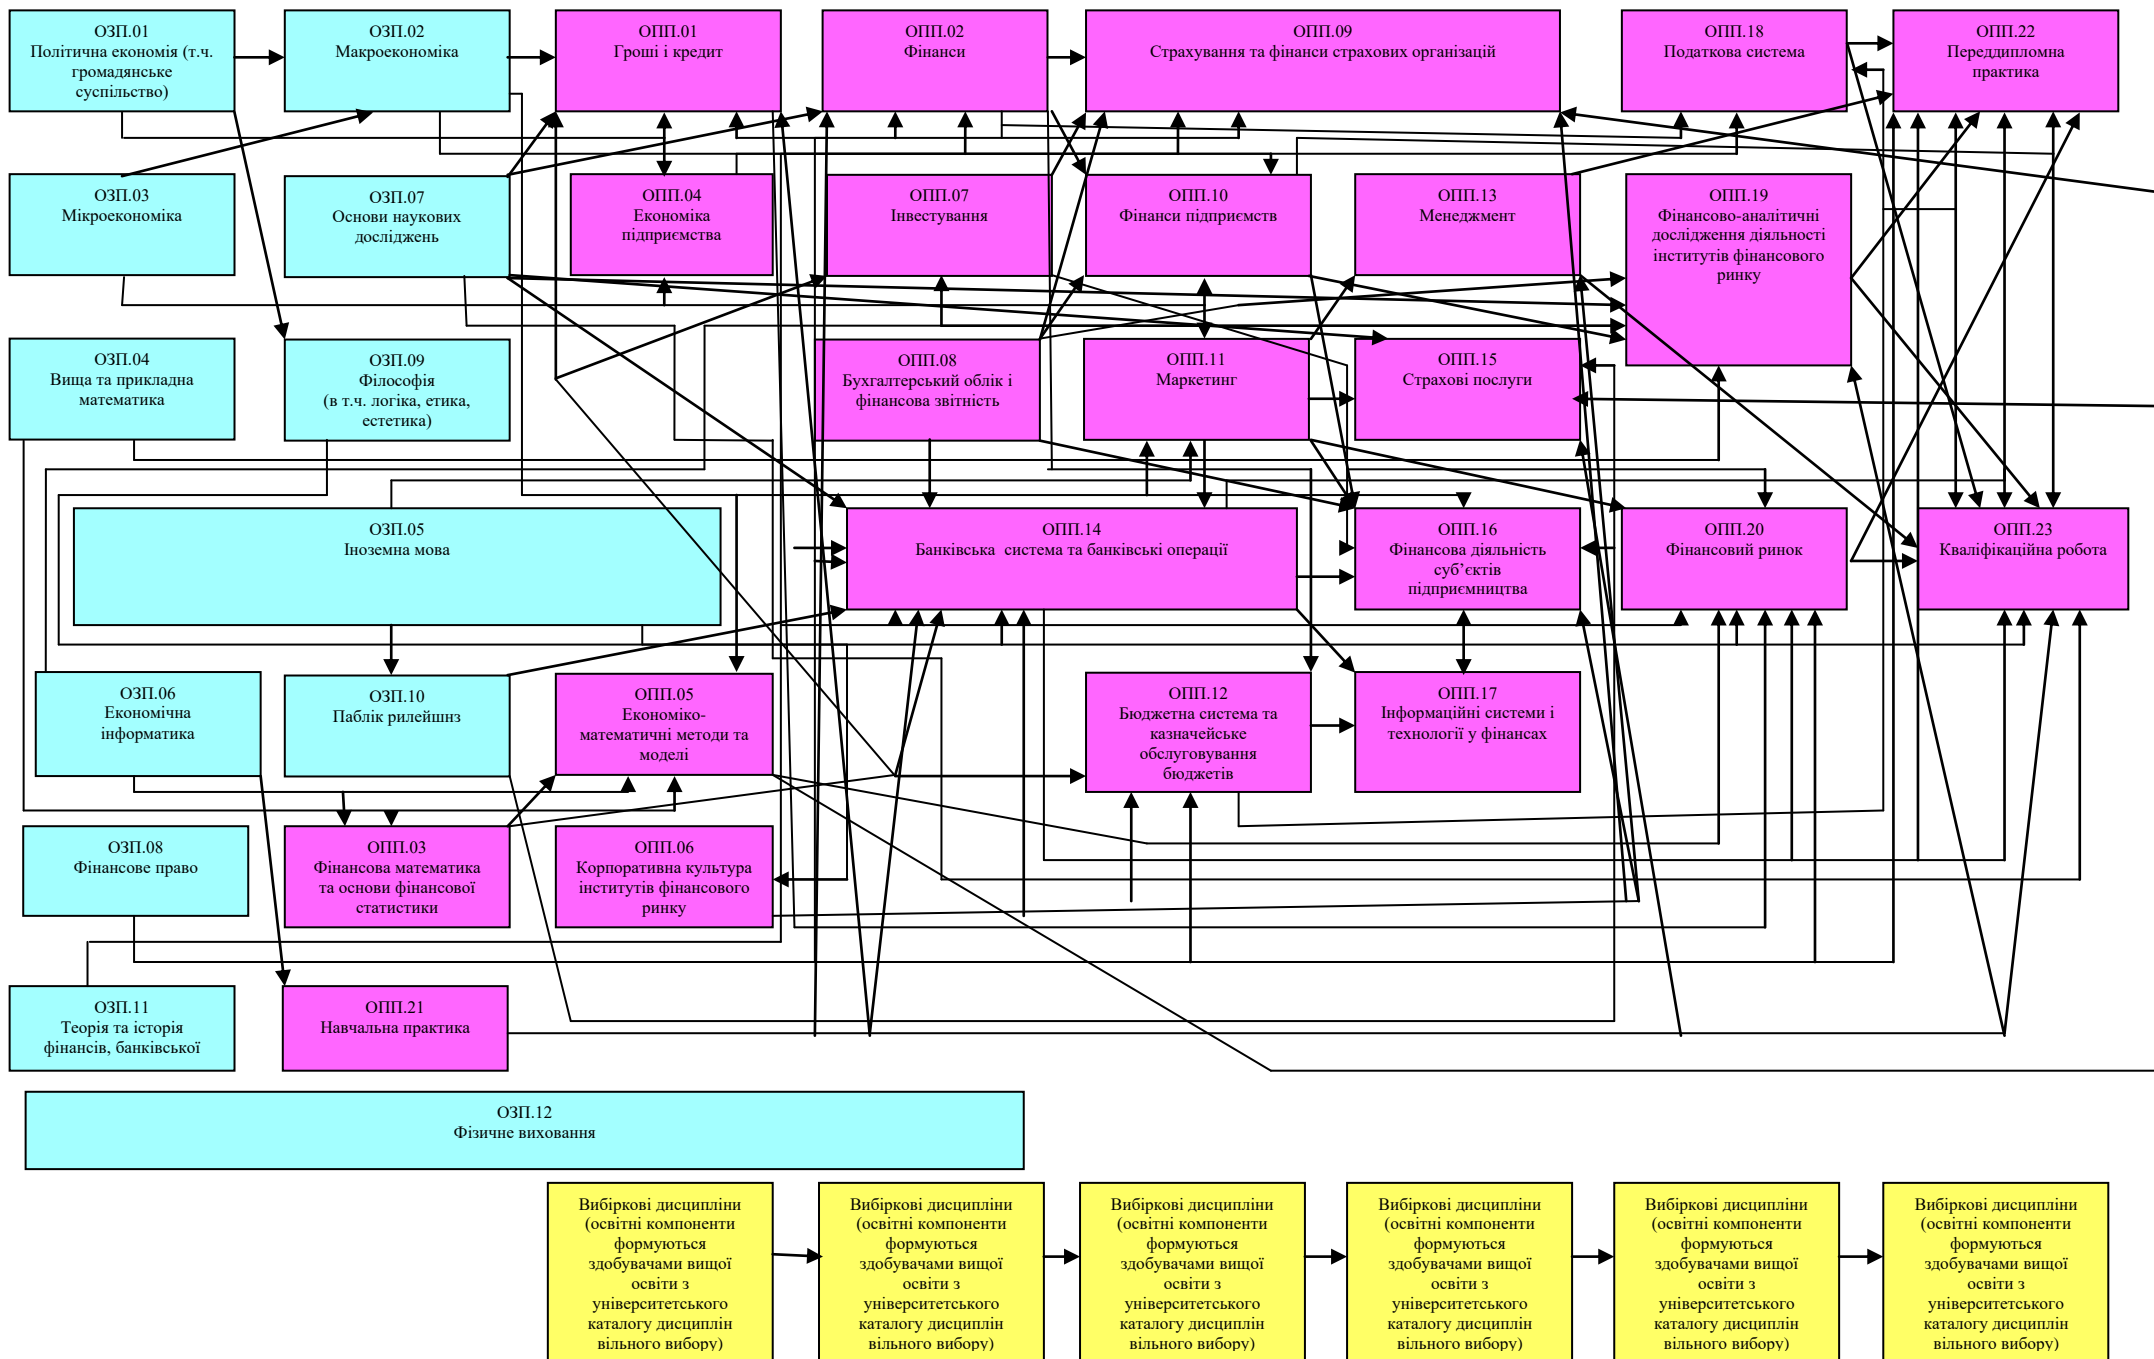 ОЗП.01
Політична економія (т.ч.
громадянське
суспільство)
ОЗП.02
Макроекономіка
ОПП.01
Гроші і кредит
ОПП.02
Фінанси
ОПП.09
Страхування та фінанси страхових організацій
ОПП.18
Податкова система
ОПП.22
Переддипломна
практика
ОЗП.03
Мікроекономіка
ОЗП.07
Основи наукових
досліджень
ОПП.04
Економіка
підприємства
ОПП.07
Інвестування
ОПП.10
Фінанси підприємств
ОПП.13
Менеджмент
ОПП.19
Фінансово-аналітичні
дослідження діяльності
інститутів фінансового
ринку
ОЗП.04
Вища та прикладна
математика
ОЗП.09
Філософія
(в т.ч. логіка, етика,
естетика)
ОПП.08
Бухгалтерський облік і
фінансова звітність
ОПП.11
Маркетинг
ОПП.15
Страхові послуги
ОЗП.05
Іноземна мова
ОПП.14
Банківська система та банківські операції
ОПП.16
Фінансова діяльність
суб’єктів
підприємництва
ОПП.20
Фінансовий ринок
ОПП.23
Кваліфікаційна робота
ОЗП.06
Економічна
інформатика
ОЗП.10
Паблік рилейшнз
ОПП.05
Економіко-
математичні методи та
моделі
ОПП.12
Бюджетна система та
казначейське
обслуговування
бюджетів
ОПП.17
Інформаційні системи і
технології у фінансах
ОЗП.08
Фінансове право
ОПП.03
Фінансова математика
та основи фінансової
статистики
ОПП.06
Корпоративна культура
інститутів фінансового
ринку
ОЗП.11
Теорія та історія
фінансів, банківської
ОПП.21
Навчальна практика
ОЗП.12
Фізичне виховання
Вибіркові дисципліни
(освітні компоненти
формуються
здобувачами вищої
освіти з
університетського
каталогу дисциплін
вільного вибору)
Вибіркові дисципліни
(освітні компоненти
формуються
здобувачами вищої
освіти з
університетського
каталогу дисциплін
вільного вибору)
Вибіркові дисципліни
(освітні компоненти
формуються
здобувачами вищої
освіти з
університетського
каталогу дисциплін
вільного вибору)
Вибіркові дисципліни
(освітні компоненти
формуються
здобувачами вищої
освіти з
університетського
каталогу дисциплін
вільного вибору)
Вибіркові дисципліни
(освітні компоненти
формуються
здобувачами вищої
освіти з
університетського
каталогу дисциплін
вільного вибору)
Вибіркові дисципліни
(освітні компоненти
формуються
здобувачами вищої
освіти з
університетського
каталогу дисциплін
вільного вибору)